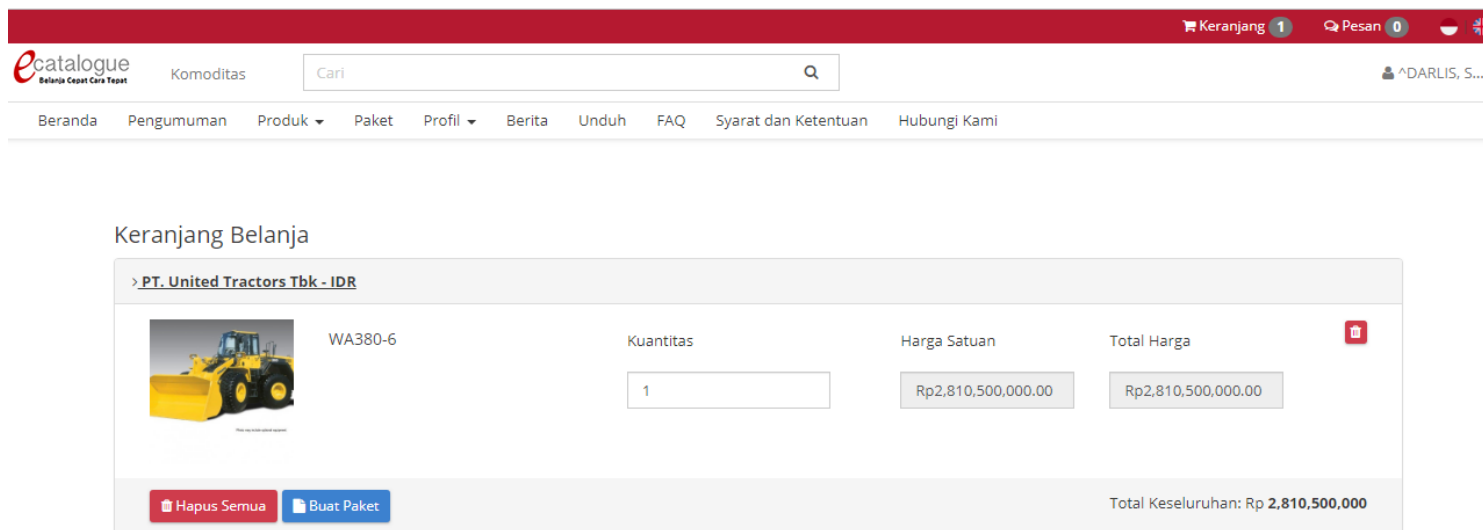 Keranjang 1 Pesan 0
ecatalogue
Belanja Cepat Cara Tepat
Komoditas Cari ^DARLIS, S...
Beranda Pengumuman Produk Paket Profil Berita Unduh FAQ Syarat dan Ketentuan Hubungi Kami
Keranjang Belanja
> PT. United Tractors Tbk - IDR
WA380-6 Kuantitas Harga Satuan Total Harga
1 Rp2,810,500,000.00 Rp2,810,500,000.00
Hapus Semua Buat Paket Total Keseluruhan: Rp 2,810,500,000